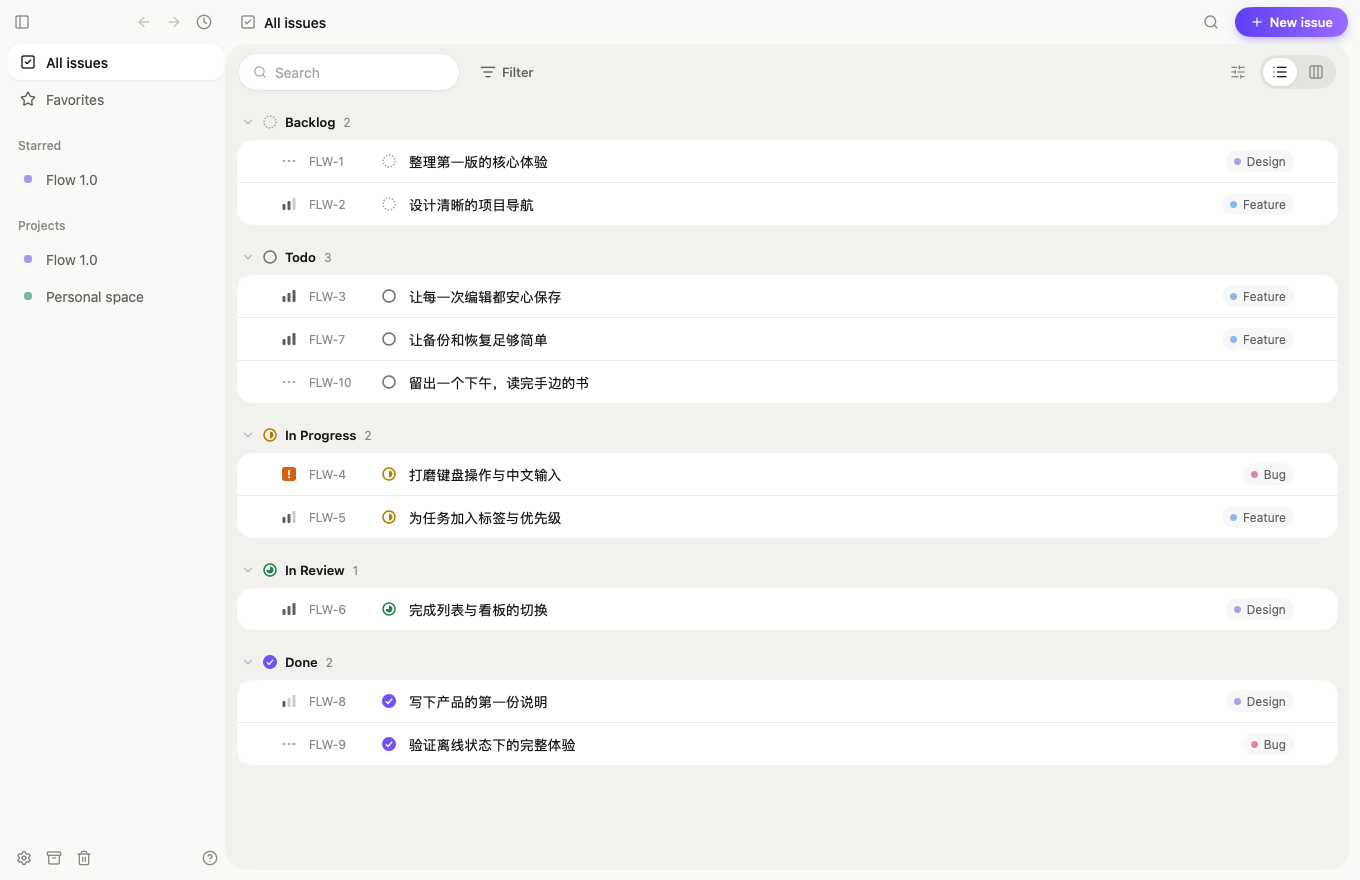 All issues
Favorites
Starred
Flow 1.0
Projects
Flow 1.0
Personal space
All issues
New issue
Search
Filter
Backlog 2
FLW-1 整理第一版的核心体验 Design
FLW-2 设计清晰的项目导航 Feature
Todo 3
FLW-3 让每一次编辑都安心保存 Feature
FLW-7 让备份和恢复足够简单 Feature
FLW-10 留出一个下午，读完手边的书
In Progress 2
FLW-4 打磨键盘操作与中文输入 Bug
FLW-5 为任务加入标签与优先级 Feature
In Review 1
FLW-6 完成列表与看板的切换 Design
Done 2
FLW-8 写下产品的第一份说明 Design
FLW-9 验证离线状态下的完整体验 Bug